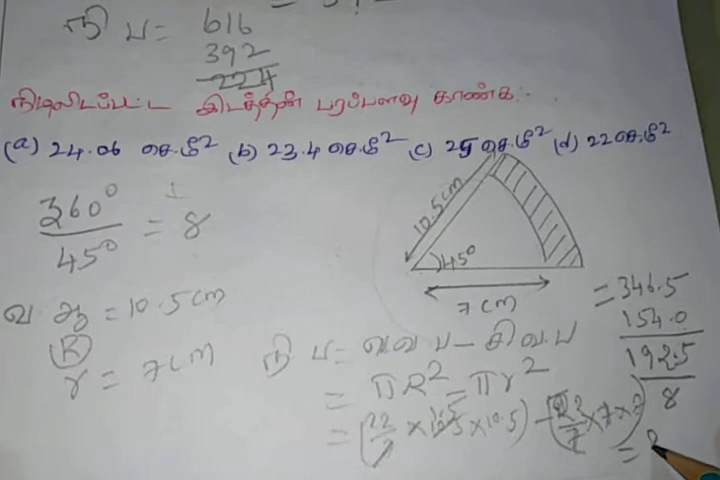 நி ப = 616
392
224
நிழலிடப்பட்ட இடத்தின் பரப்பளவு காண்க:-
(a) 24.06 செ.மீ² (b) 23.4 செ.மீ² (c) 25 செ.மீ² (d) 22 செ.மீ²
360°/45° = 8
10.5cm
45°
7cm
வ ஆ = 10.5cm
(R)
r = 7cm
நி ப = வ வ ப - சி வ.ப
= πR² - πr²
= (22/7 × 10.5 × 10.5) - (22/7 × 7 × 7)
= 346.5
154.0
192.5
8
=